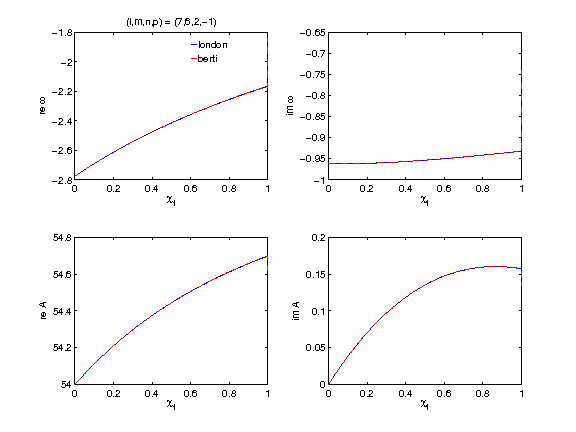 (l,m,n,p) = (7,6,2,−1)
−1.8
−2
−2.2
−2.4
−2.6
−2.8
re ω
0 0.2 0.4 0.6 0.8 1
χf
london
berti
−0.65
−0.7
−0.75
−0.8
−0.85
−0.9
−0.95
−1
im ω
0 0.2 0.4 0.6 0.8 1
χf
54.8
54.6
54.4
54.2
54
re A
0 0.2 0.4 0.6 0.8 1
χf
0.2
0.15
0.1
0.05
0
im A
0 0.2 0.4 0.6 0.8 1
χf